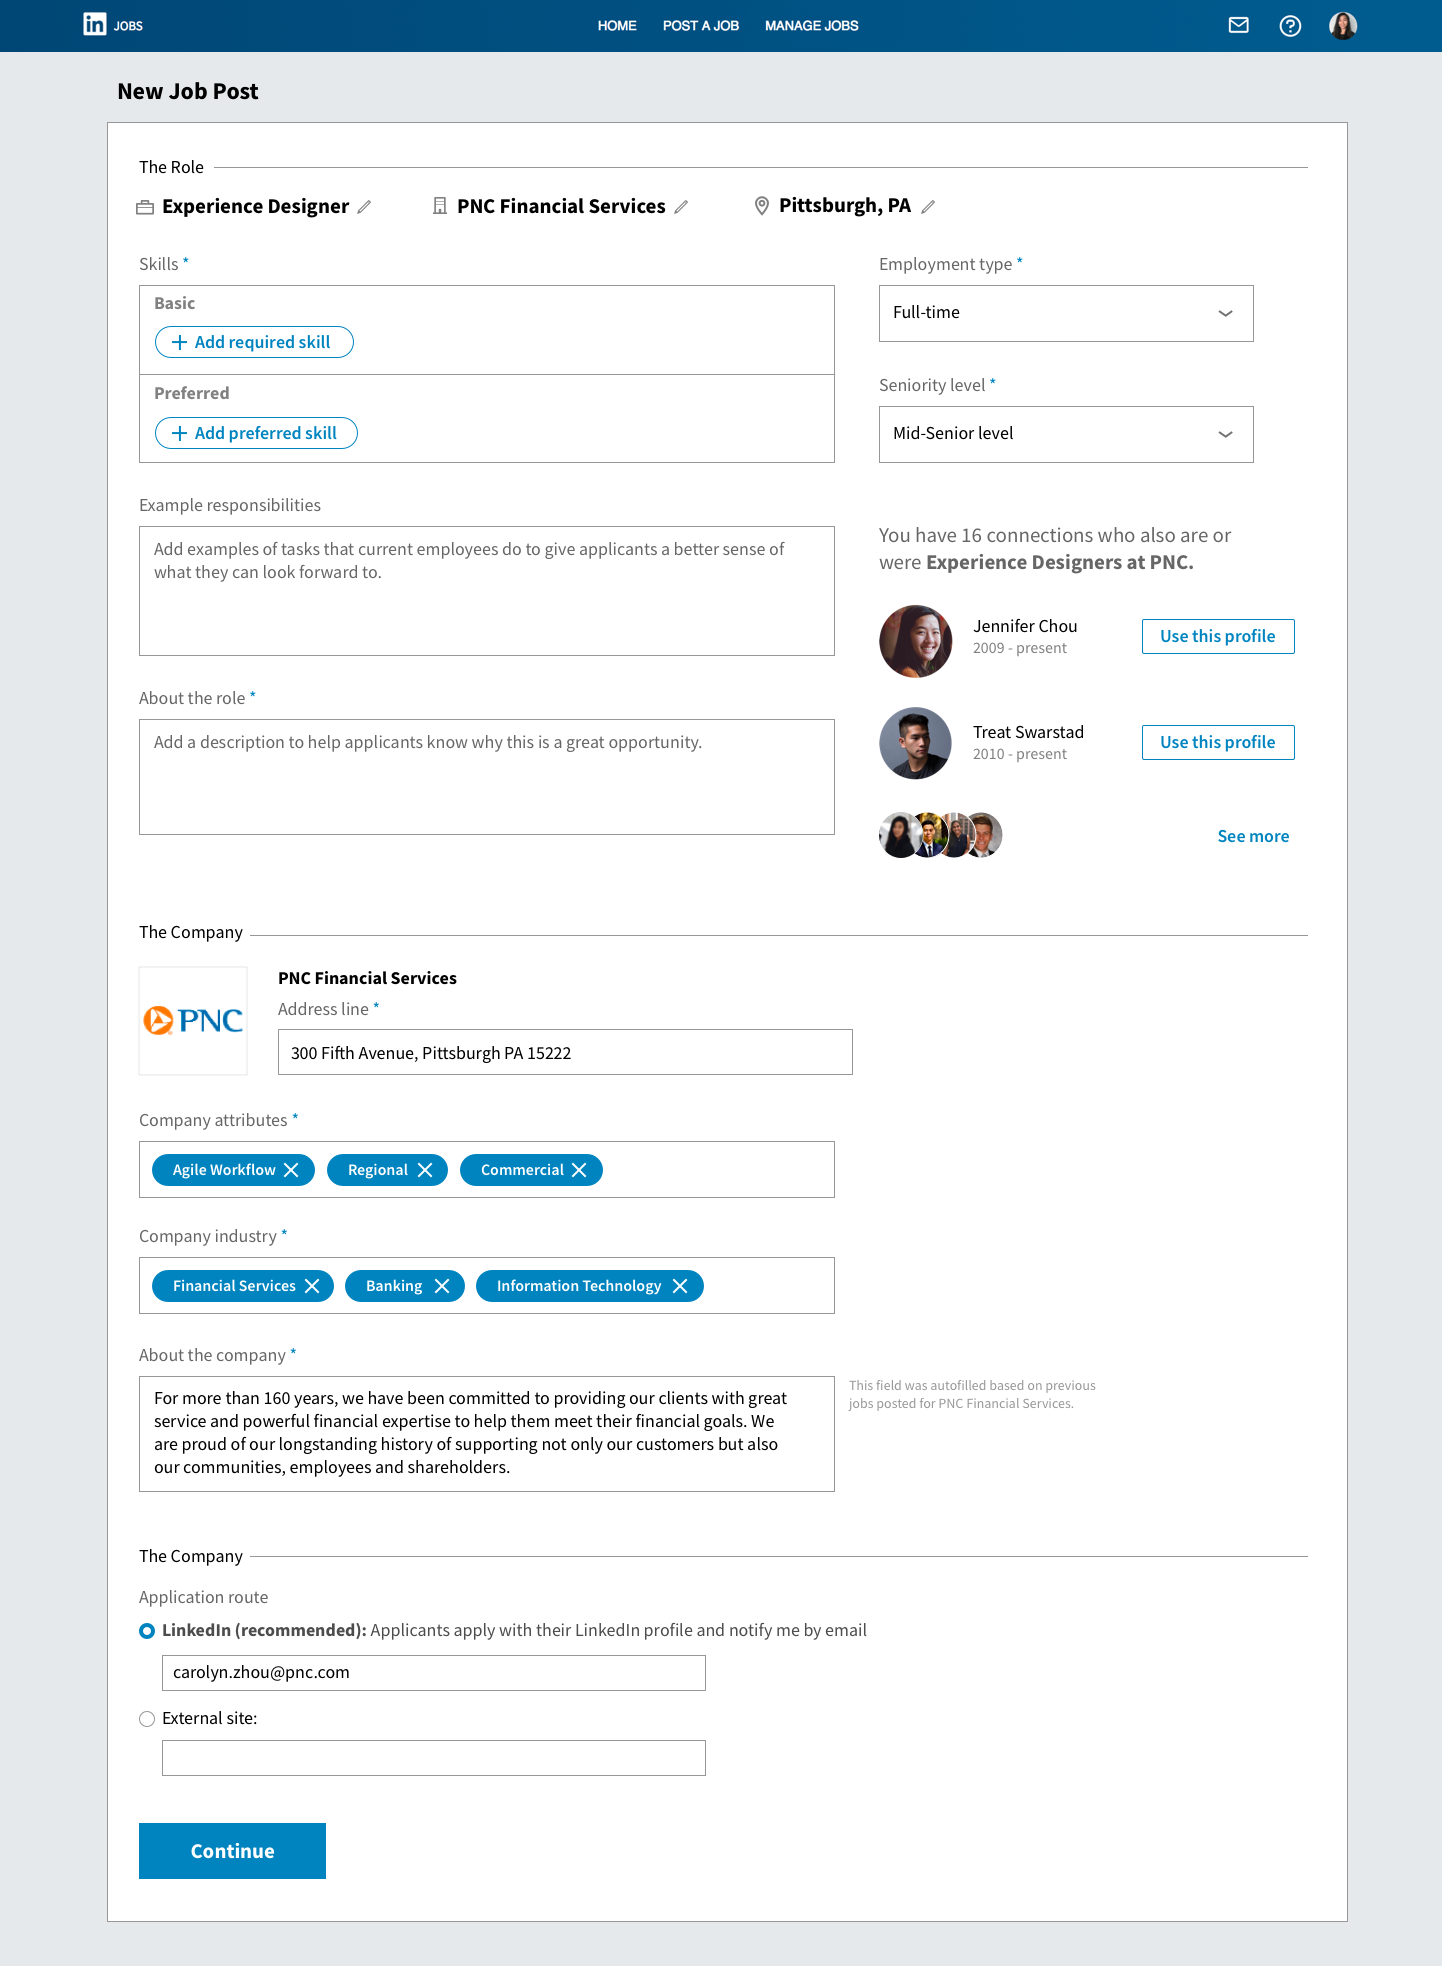 in JOBS
HOME POST A JOB MANAGE JOBS
New Job Post
The Role
Experience Designer
PNC Financial Services
Pittsburgh, PA
Skills *
Basic
Add required skill
Preferred
Add preferred skill
Employment type *
Full-time
Seniority level *
Mid-Senior level
Example responsibilities
Add examples of tasks that current employees do to give applicants a better sense of
what they can look forward to.
About the role *
Add a description to help applicants know why this is a great opportunity.
You have 16 connections who also are or
were Experience Designers at PNC.
Jennifer Chou
2009 - present
Use this profile
Treat Swarstad
2010 - present
Use this profile
See more
The Company
PNC
PNC Financial Services
Address line *
300 Fifth Avenue, Pittsburgh PA 15222
Company attributes *
Agile Workflow Regional Commercial
Company industry *
Financial Services Banking Information Technology
About the company *
For more than 160 years, we have been committed to providing our clients with great
service and powerful financial expertise to help them meet their financial goals. We
are proud of our longstanding history of supporting not only our customers but also
our communities, employees and shareholders.
This field was autofilled based on previous
jobs posted for PNC Financial Services.
The Company
Application route
LinkedIn (recommended): Applicants apply with their LinkedIn profile and notify me by email
carolyn.zhou@pnc.com
External site:
Continue